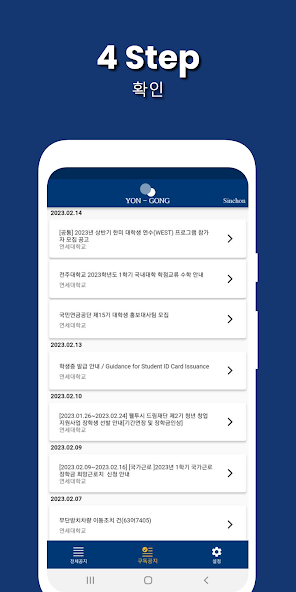 4 Step
확인
YON - GONG
Sinchon
2023.02.14
[공통] 2023년 상반기 한미 대학생 연수(WEST) 프로그램 참가
자 모집 공고
연세대학교
전주대학교 2023학년도 1학기 국내대학 학점교류 수학 안내
연세대학교
국민연금공단 제15기 대학생 홍보대사팀 모집
연세대학교
2023.02.13
학생증 발급 안내 / Guidance for Student ID Card Issuance
연세대학교
2023.02.10
[2023.01.26~2023.02.24] 웰투시 드림재단 제2기 청년 창업
지원사업 장학생 선발 안내[기간연장 및 장학금인상]
연세대학교
2023.02.09
[2023.02.09~2023.02.16] [국가근로] 2023년 1학기 국가근로
장학금 희망근로지 신청 안내
연세대학교
2023.02.07
무단방치차량 이동조치 건(63어7405)
연세대학교
전체공지
구독공지
설정